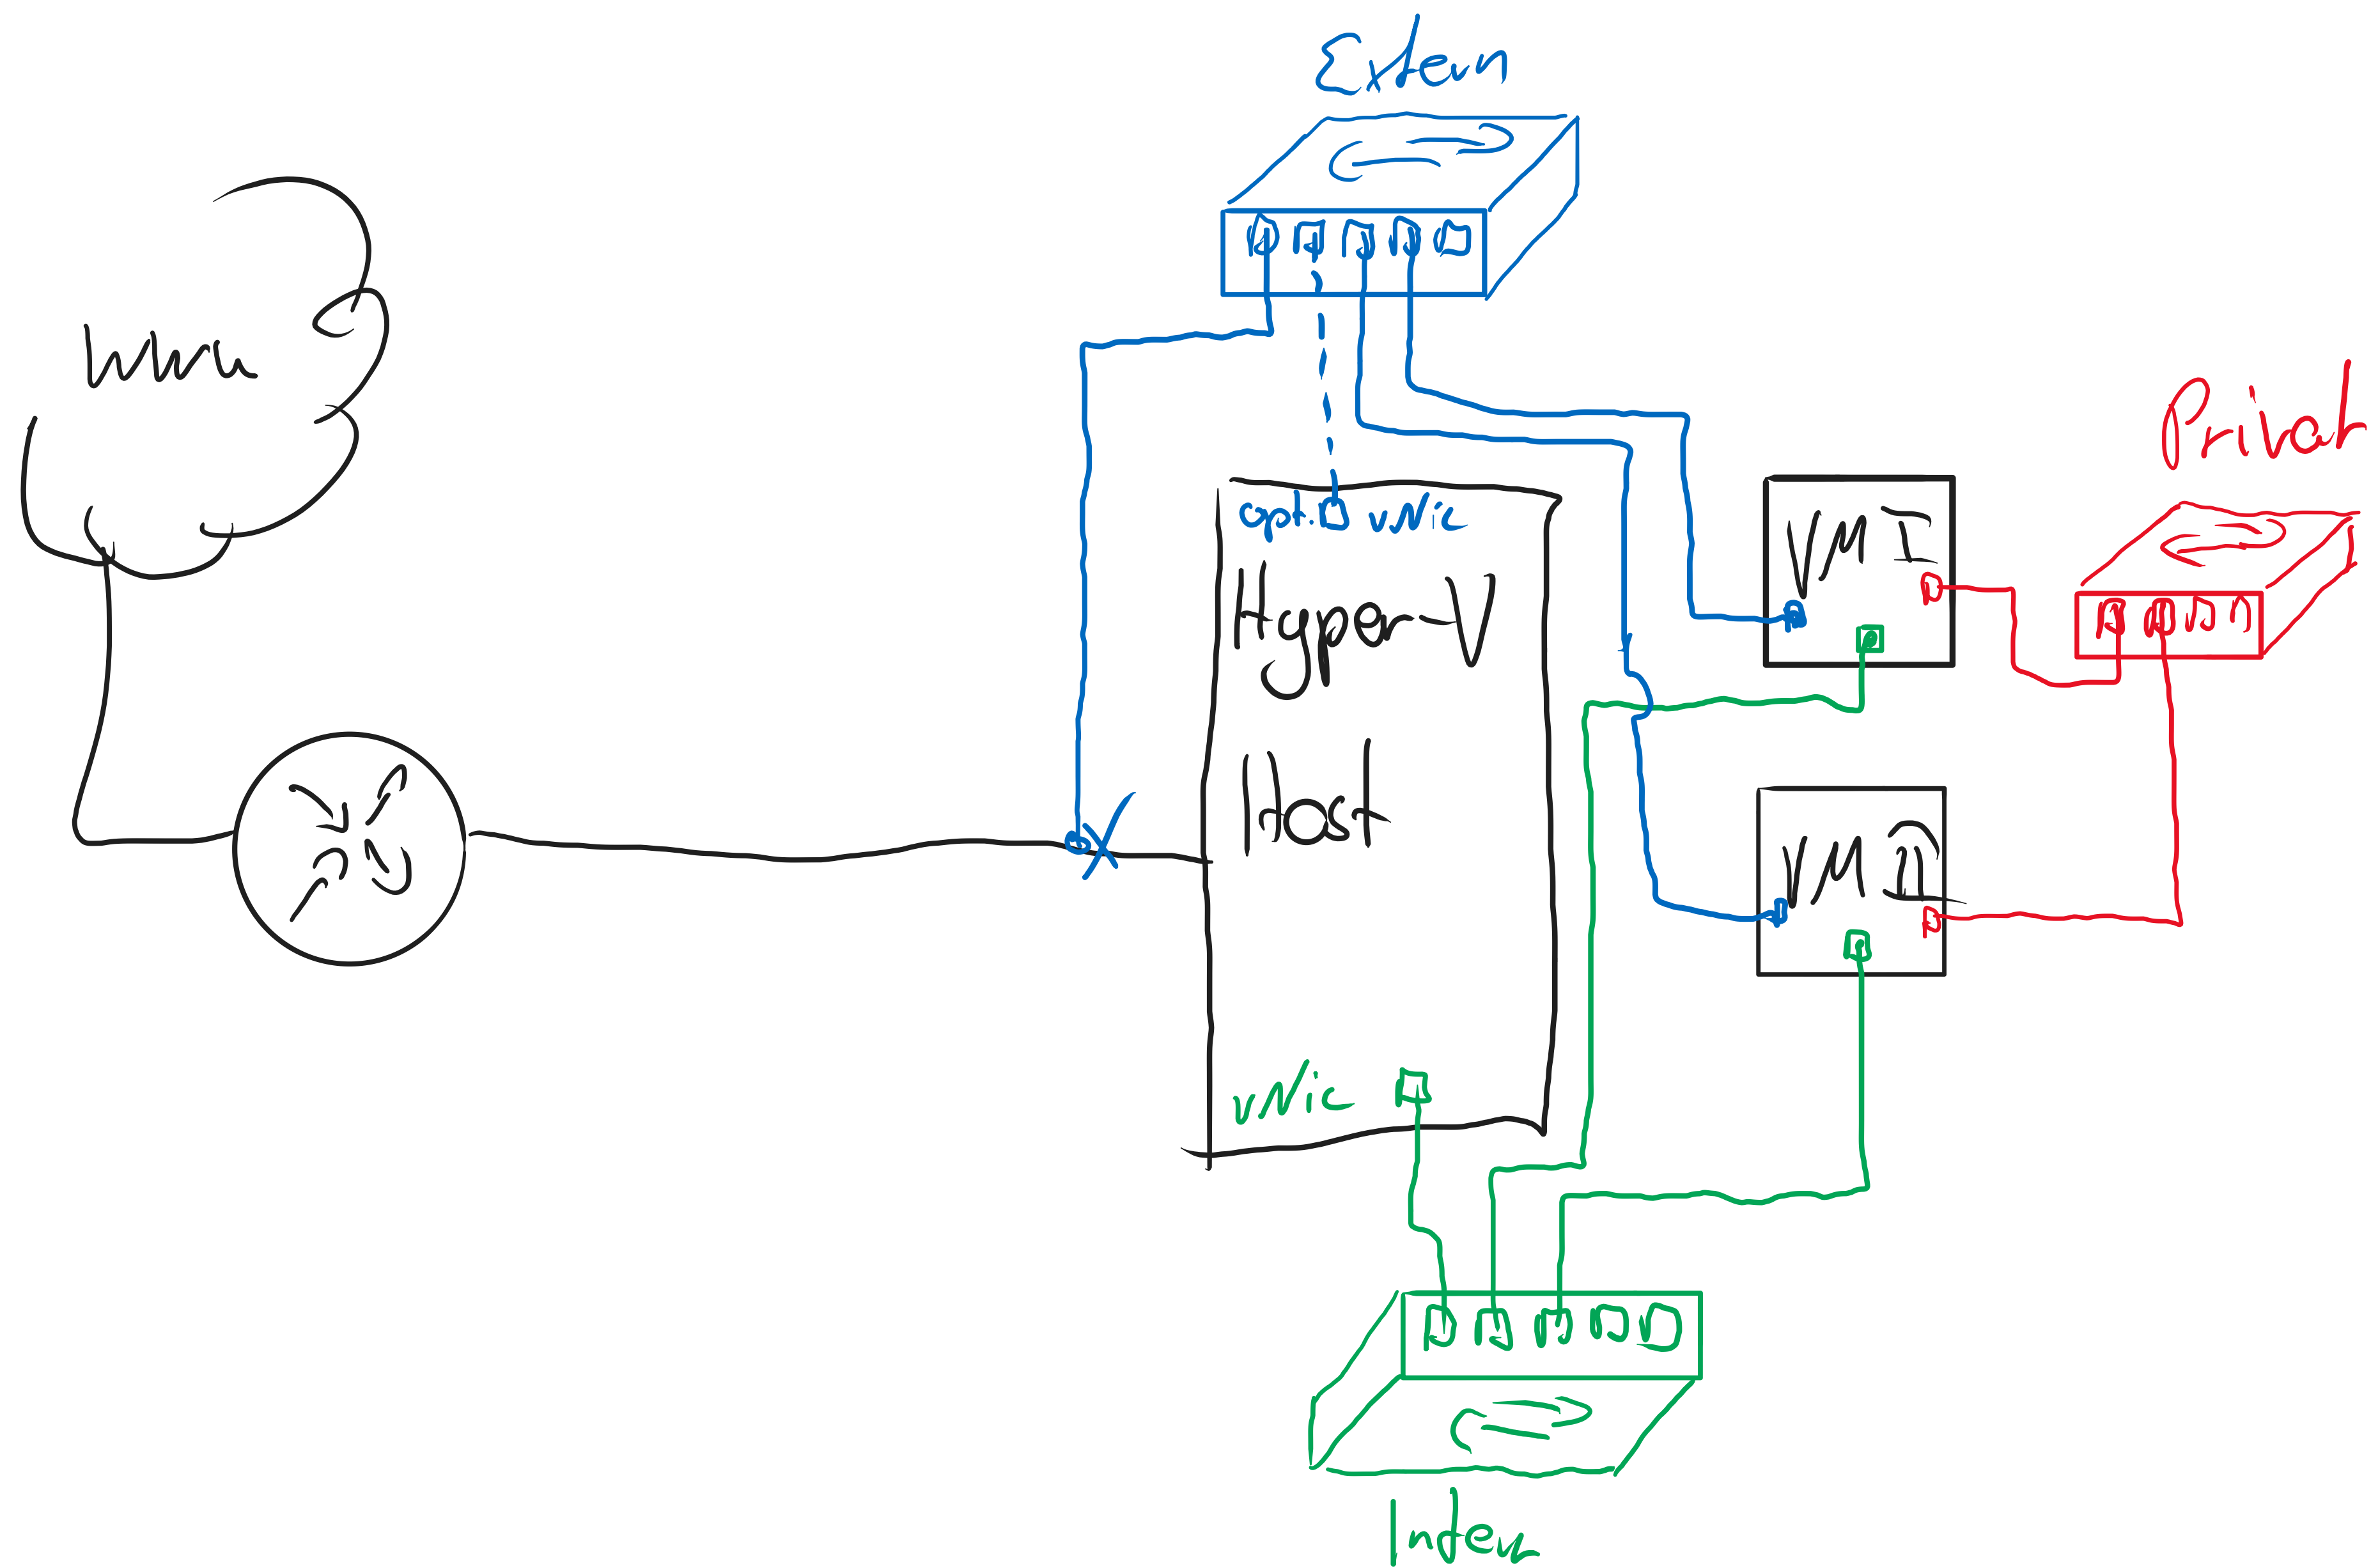 Extern
www
Privat
opt. vNic
Hyper-V
Host
VM I
VM II
vNic
Intern